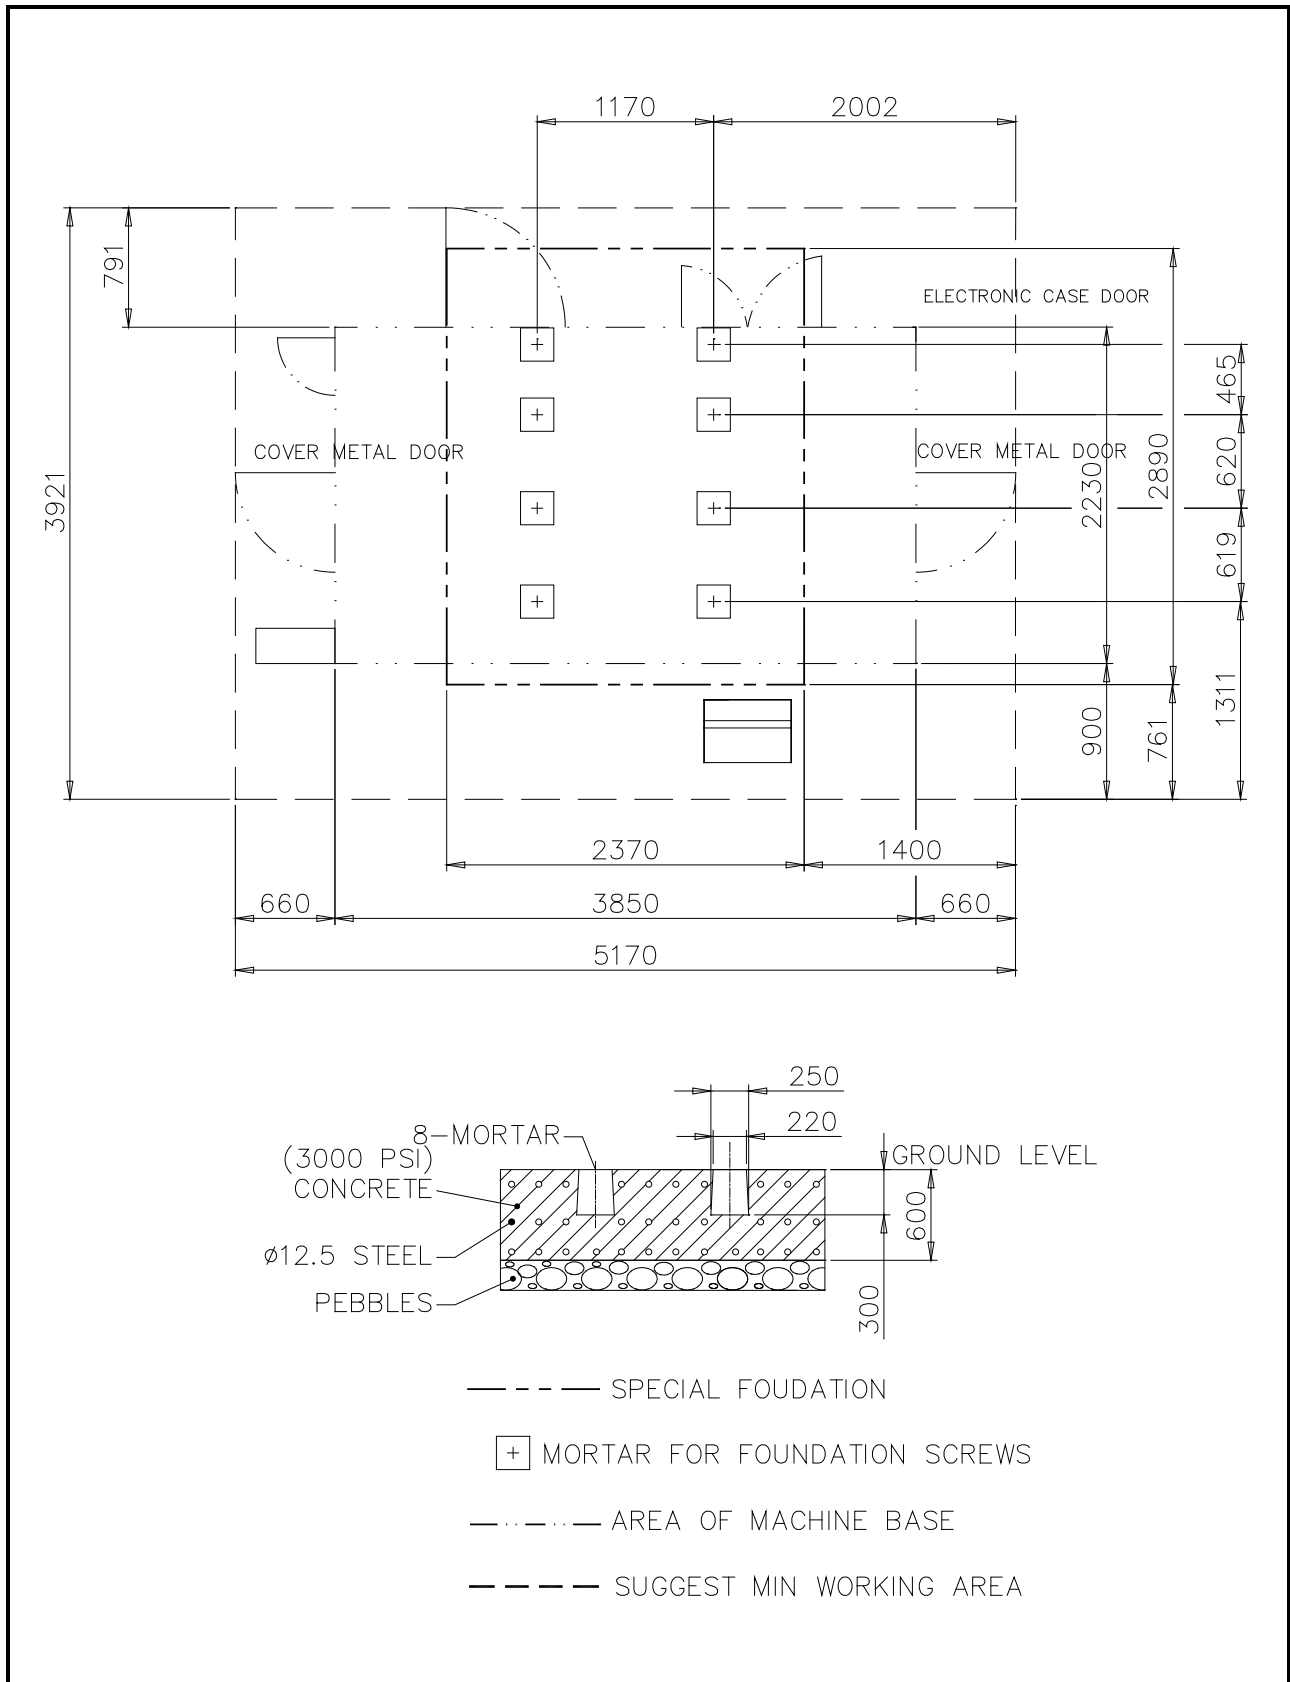 1170
2002
791
ELECTRONIC CASE DOOR
465
COVER METAL DOOR
COVER METAL DOOR
2890
620
2230
3921
619
1311
900
761
2370
1400
660
3850
660
5170
250
220
8-MORTAR
(3000 PSI)
CONCRETE
GROUND LEVEL
600
ø12.5 STEEL
PEBBLES
300
SPECIAL FOUDATION
MORTAR FOR FOUNDATION SCREWS
AREA OF MACHINE BASE
SUGGEST MIN WORKING AREA